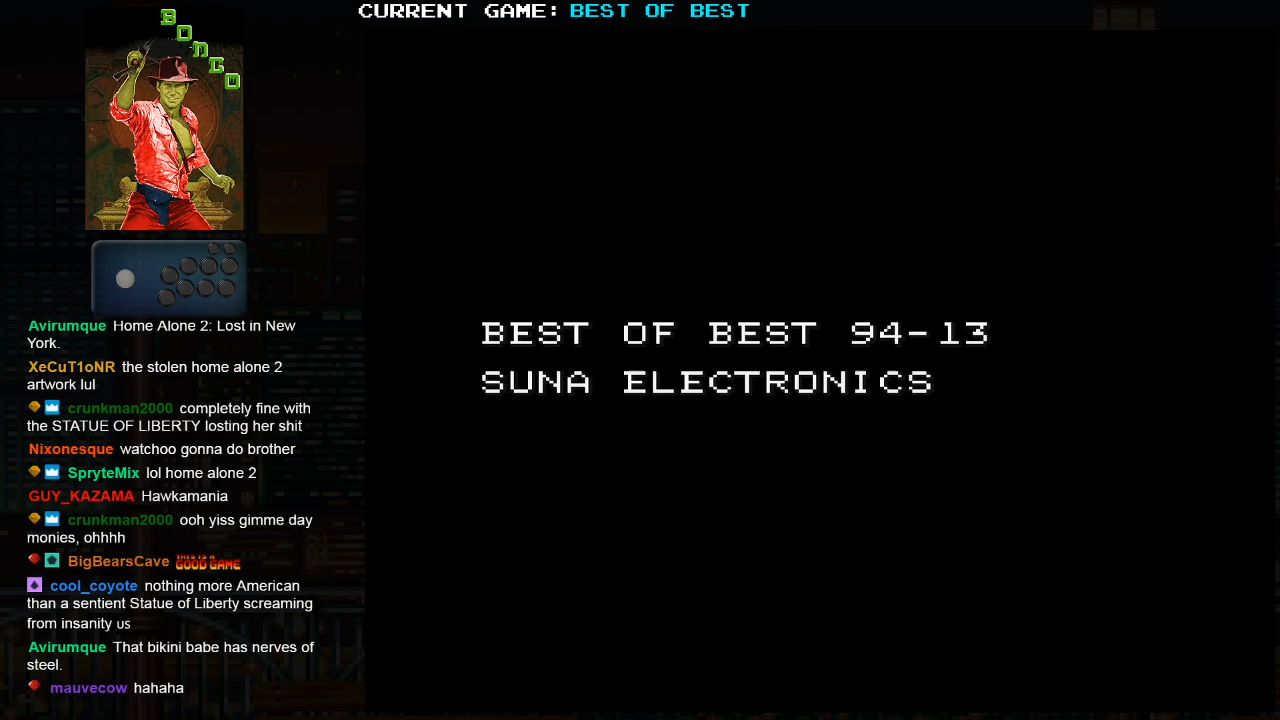 CURRENT GAME: BEST OF BEST
BONGO
Avirumque Home Alone 2: Lost in New
York.
XeCuT1oNR the stolen home alone 2
artwork lul
crunkman2000 completely fine with
the STATUE OF LIBERTY losting her shit
Nixonesque watchoo gonna do brother
SpryteMix lol home alone 2
GUY_KAZAMA Hawkamania
crunkman2000 ooh yiss gimme day
monies, ohhhh
BigBearsCave THIS IS A
GOOD GAME
cool_coyote nothing more American
than a sentient Statue of Liberty screaming
from insanity us
Avirumque That bikini babe has nerves of
steel.
mauvecow hahaha
BEST OF BEST 94-13
SUNA ELECTRONICS